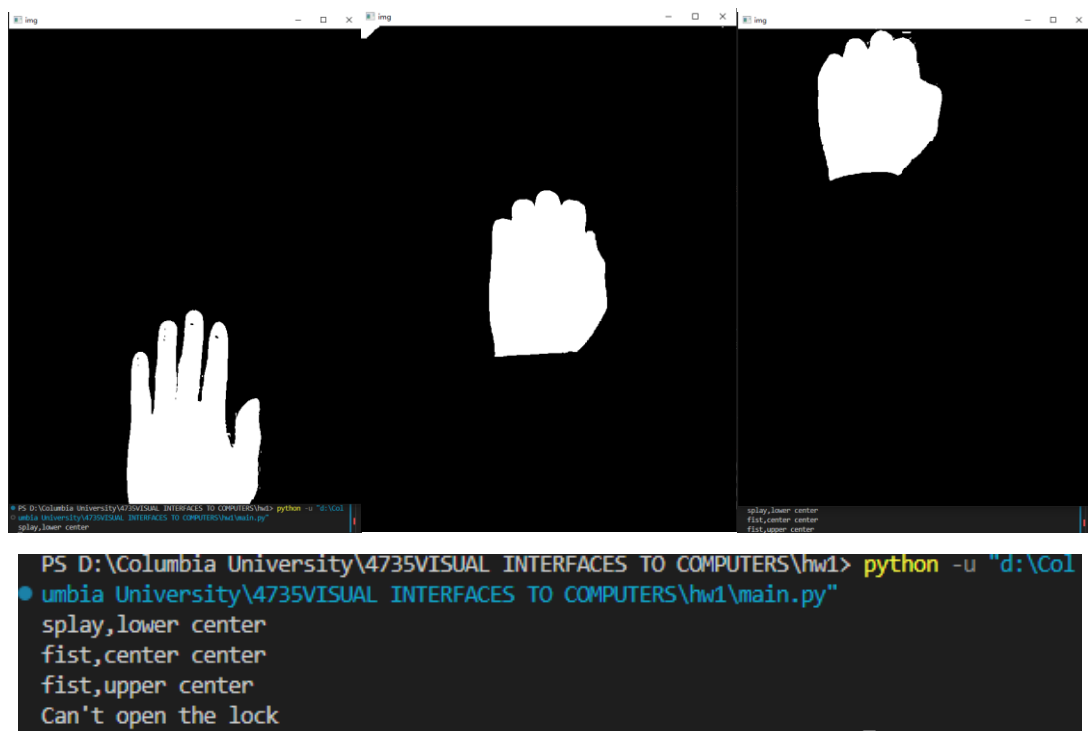 img
img
img
PS D:\Columbia University\4735VISUAL INTERFACES TO COMPUTERS\hw1> python -u "d:\Col
umbia University\4735VISUAL INTERFACES TO COMPUTERS\hw1\main.py"
splay,lower center
splay,lower center
fist,center center
fist,upper center
PS D:\Columbia University\4735VISUAL INTERFACES TO COMPUTERS\hw1> python -u "d:\Col
umbia University\4735VISUAL INTERFACES TO COMPUTERS\hw1\main.py"
splay,lower center
fist,center center
fist,upper center
Can't open the lock